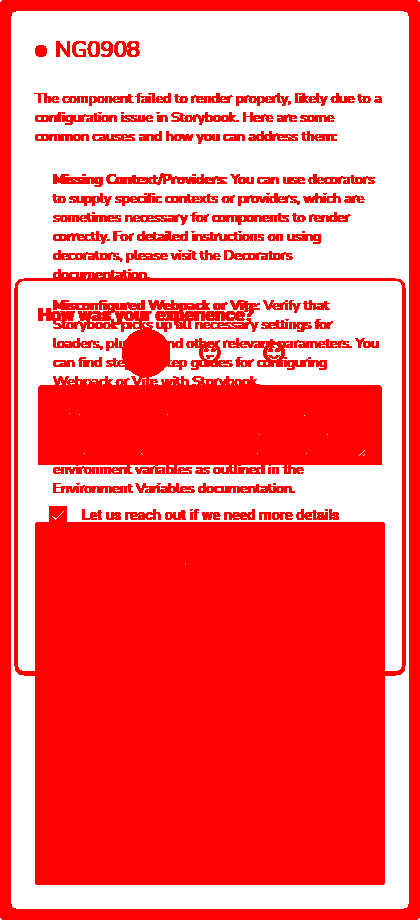 NG0908
The component failed to render properly, likely due to a
configuration issue in Storybook. Here are some
common causes and how you can address them:
Missing Context/Providers: You can use decorators
to supply specific contexts or providers, which are
sometimes necessary for components to render
correctly. For detailed instructions on using
decorators, please visit the Decorators
documentation.
Misconfigured Webpack or Vite: Verify that
How was your experience?
Storybook picks up all necessary settings for
loaders, and other relevant parameters. You
can find guides for configuring
Webpack or Vite with Storybook.
environment variables as outlined in the
Environment Variables documentation.
Let us reach out if we need more details